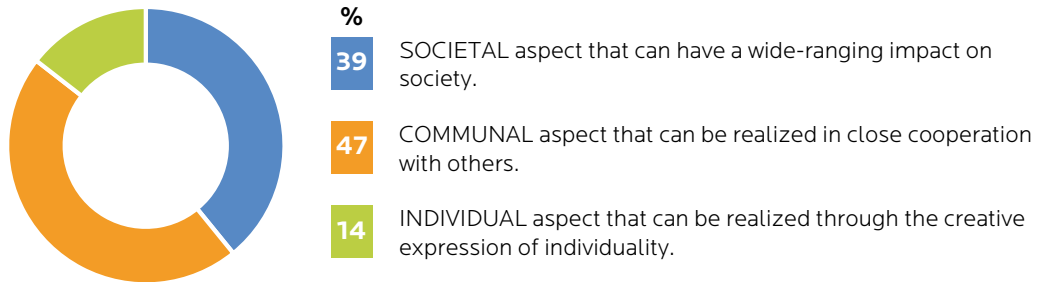 %
39
SOCIETAL aspect that can have a wide-ranging impact on
society.
47
COMMUNAL aspect that can be realized in close cooperation
with others.
14
INDIVIDUAL aspect that can be realized through the creative
expression of individuality.